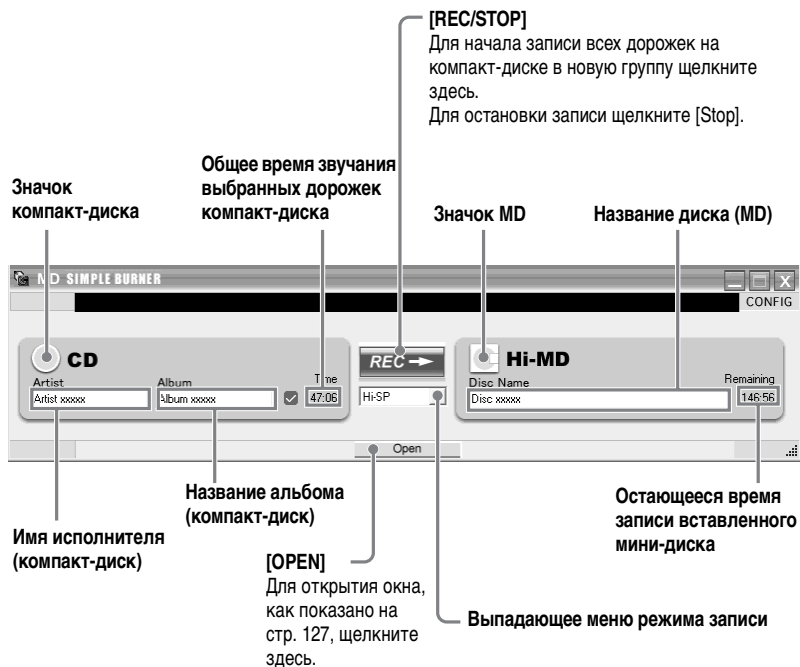 [REC/STOP]
Для начала записи всех дорожек на
компакт-диске в новую группу щелкните
здесь.
Для остановки записи щелкните [Stop].
Общее время звучания
выбранных дорожек
компакт-диска
Значок
компакт-диска
Значок MD
Название диска (MD)
MD SIMPLE BURNER
CONFIG
CD
REC
Hi-MD
Artist
Album
Time
Disc Name
Remaining
Artist xxxxx
Album xxxxx
47:06
Hi-SP
Disc xxxxx
146:56
Open
Название альбома
(компакт-диск)
Остающееся время
записи вставленного
мини-диска
Имя исполнителя
(компакт-диск)
[OPEN]
Для открытия окна,
как показано на
стр. 127, щелкните
здесь.
Выпадающее меню режима записи